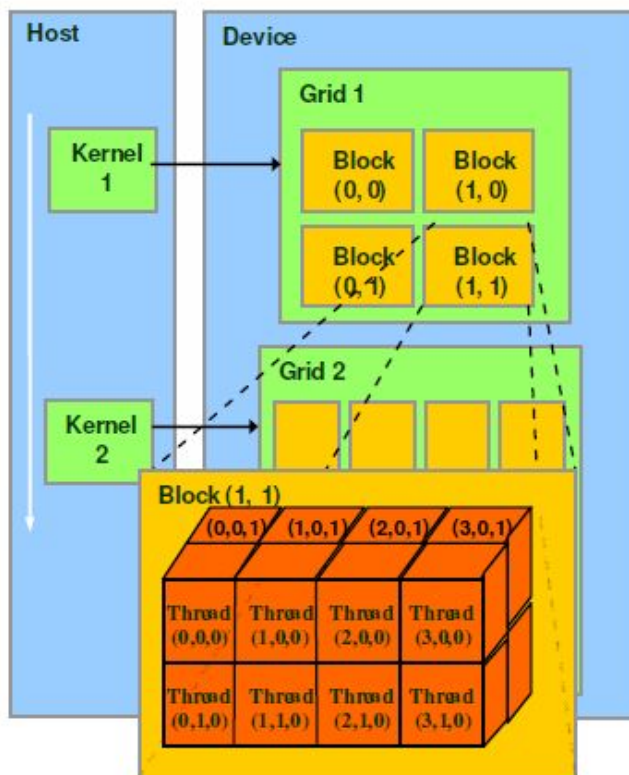 Host
Device
Grid 1
Kernel
1
Block
(0, 0)
Block
(1, 0)
Block
(0, 1)
Block
(1, 1)
Grid 2
Kernel
2
Block (1, 1)
(0,0,1)
(1,0,1)
(2,0,1)
(3,0,1)
Thread
(0,0,0)
Thread
(1,0,0)
Thread
(2,0,0)
Thread
(3,0,0)
Thread
(0,1,0)
Thread
(1,1,0)
Thread
(2,1,0)
Thread
(3,1,0)